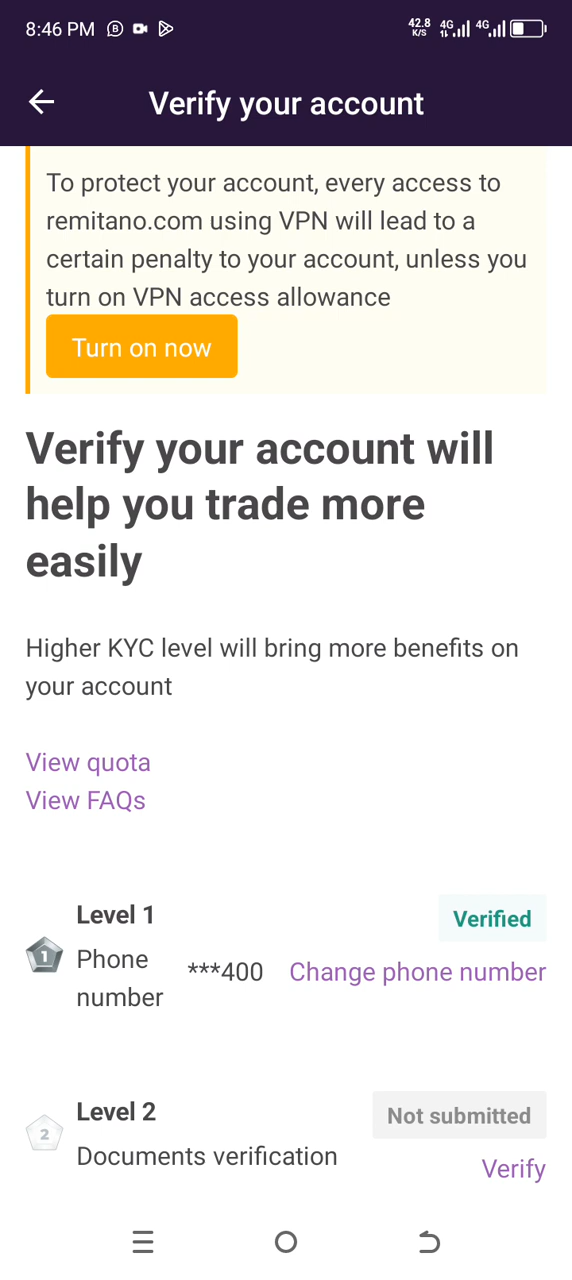 8:46 PM
42.8 K/S 4G 4G
Verify your account
To protect your account, every access to
remitano.com using VPN will lead to a
certain penalty to your account, unless you
turn on VPN access allowance
Turn on now
Verify your account will
help you trade more
easily
Higher KYC level will bring more benefits on
your account
View quota
View FAQs
Level 1
Verified
1
Phone
number
***400
Change phone number
Level 2
Not submitted
2
Documents verification
Verify